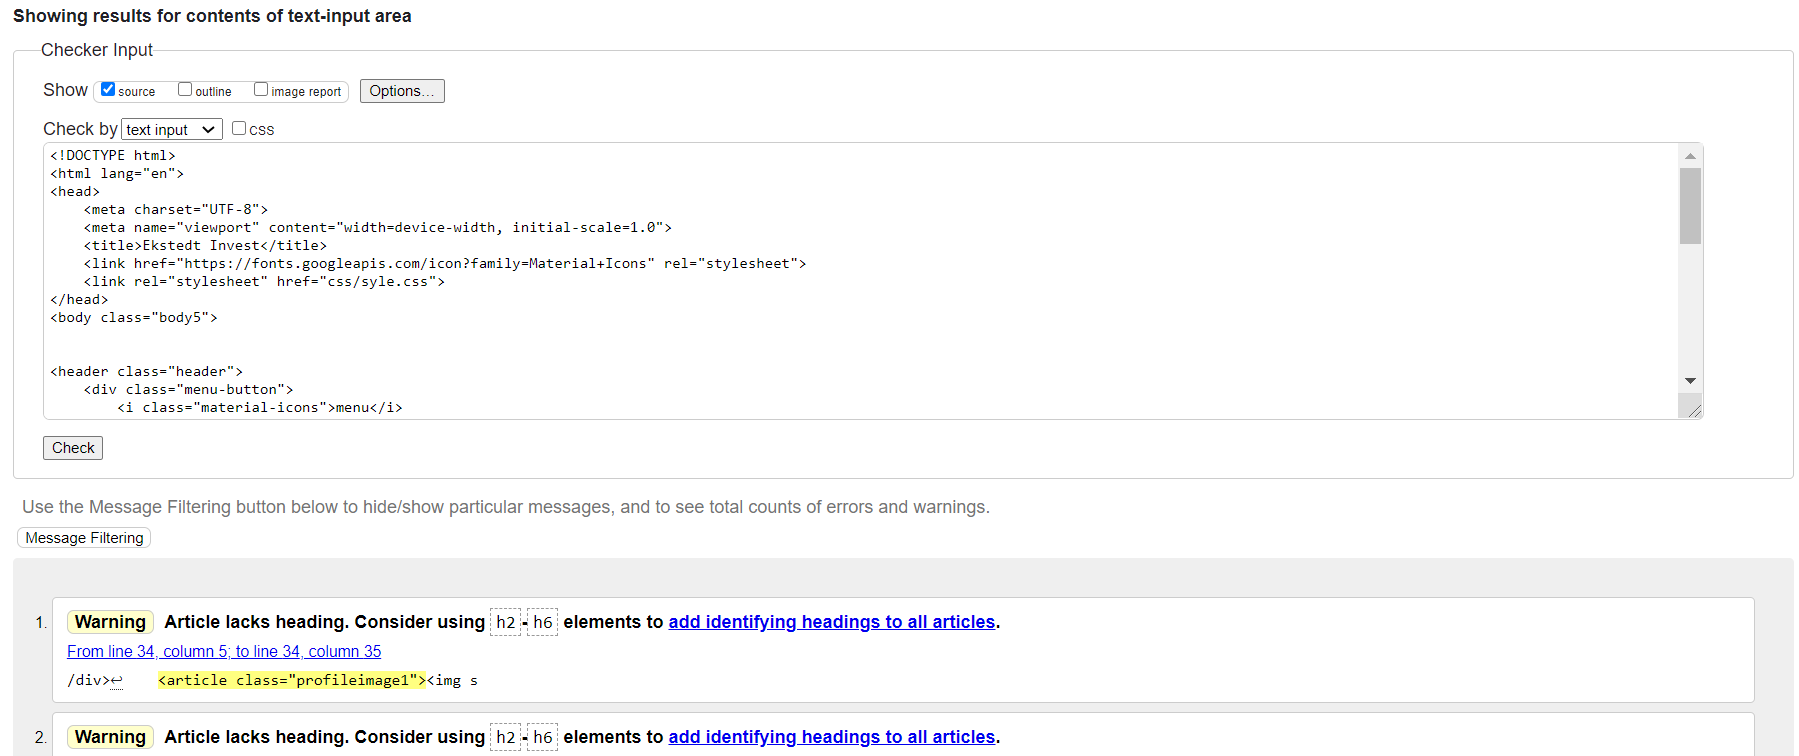 Showing results for contents of text-input area
Checker Input
Show source outline image report Options...
Check by text input css
<!DOCTYPE html>
<html lang="en">
<head>
    <meta charset="UTF-8">
    <meta name="viewport" content="width=device-width, initial-scale=1.0">
    <title>Ekstedt Invest</title>
    <link href="https://fonts.googleapis.com/icon?family=Material+Icons" rel="stylesheet">
    <link rel="stylesheet" href="css/syle.css">
</head>
<body class="body5">
<header class="header">
    <div class="menu-button">
        <i class="material-icons">menu</i>
Check
Use the Message Filtering button below to hide/show particular messages, and to see total counts of errors and warnings.
Message Filtering
1. Warning Article lacks heading. Consider using h2-h6 elements to add identifying headings to all articles.
From line 34, column 5; to line 34, column 35
/div>↩    <article class="profileimage1"><img s
2. Warning Article lacks heading. Consider using h2-h6 elements to add identifying headings to all articles.